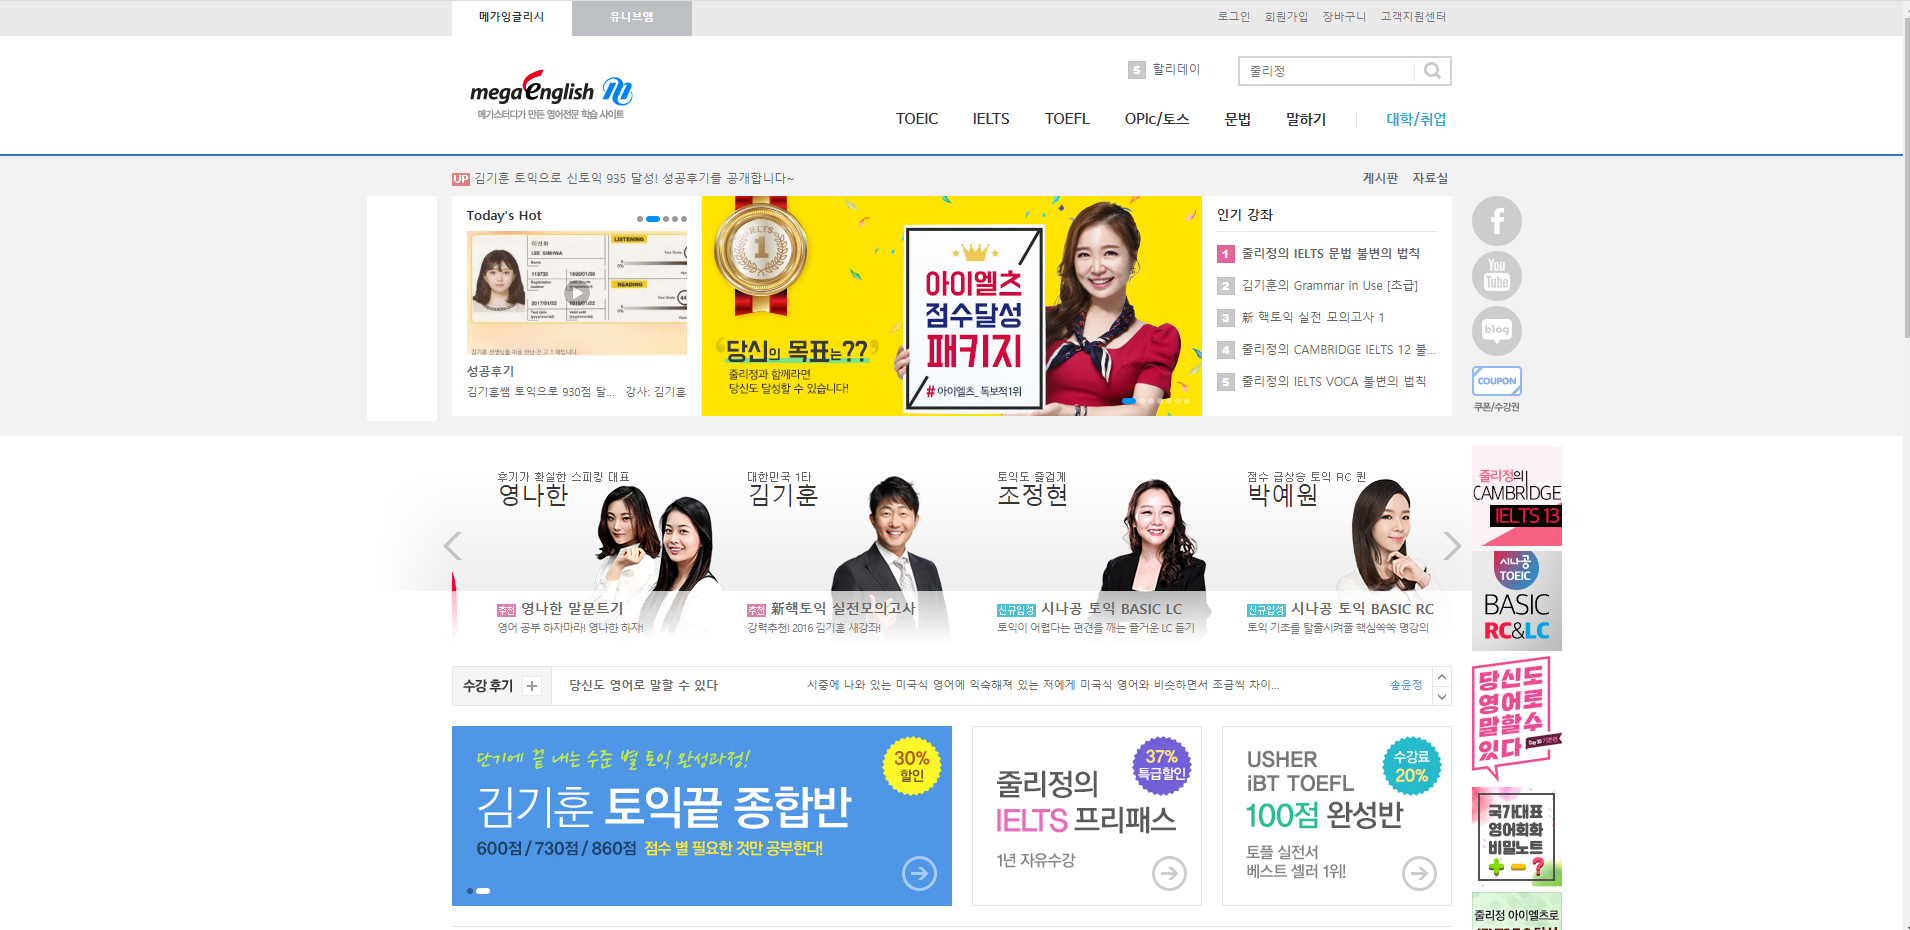 메가잉글리시
유니브엠
로그인 회원가입 장바구니 고객지원센터
megaEnglish
메가스터디가 만든 영어전문 학습 사이트
5 할리데이
줄리정
TOEIC IELTS TOEFL OPIc/토스 문법 말하기 대학/취업
UP 김기훈 토익으로 신토익 935 달성! 성공후기를 공개합니다~
게시판 자료실
Today's Hot
이신화
LEE SINHWA
LISTENING
READING
성공후기
김기훈쌤 토익으로 930점 달... 강사: 김기훈
IELTS
1
'당신의 목표는??'
줄리정과 함께라면
당신도 달성할 수 있습니다!
아이엘츠
점수달성
패키지
# 아이엘츠_ 독보적1위
인기 강좌
1 줄리정의 IELTS 문법 불변의 법칙
2 김기훈의 Grammar in Use [초급]
3 新 핵토익 실전 모의고사 1
4 줄리정의 CAMBRIDGE IELTS 12 불...
5 줄리정의 IELTS VOCA 불변의 법칙
f
You Tube
blog
COUPON
쿠폰/수강권
후기가 확실한 스피킹 대표
영나한
추천 영나한 말문트기
영어 공부 하자마라! 영나한 하자!
대한민국 1타
김기훈
추천 新핵토익 실전모의고사
강력추천! 2016 김기훈 새강좌!
토익도 즐겁게
조정현
신규입성 시나공 토익 BASIC LC
토익이 어렵다는 편견을 깨는 즐거운 LC 듣기
점수 급상승 토익 RC 퀸
박예원
신규입성 시나공 토익 BASIC RC
토익 기초를 탈출시켜줄 핵심쏙쏙 명강의
줄리정의
CAMBRIDGE
IELTS 13
시나공
TOEIC
BASIC
RC&LC
당신도
영어로
말할수
있다
국가대표
영어회화
비밀노트
줄리정 아이엘츠로
수강 후기 +
당신도 영어로 말할 수 있다
시중에 나와 있는 미국식 영어에 익숙해져 있는 저에게 미국식 영어와 비슷하면서 조금씩 차이...
송윤정
단기에 끝 내는 수준 별 토익 완성과정!
김기훈 토익끝 종합반
600점 / 730점 / 860점 점수 별 필요한 것만 공부한다!
30%
할인
줄리정의
IELTS 프리패스
1년 자유수강
37%
특급할인
USHER
iBT TOEFL
100점 완성반
토플 실전서
베스트 셀러 1위!
수강료
20%